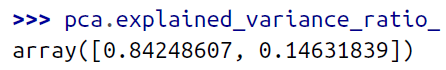 >>> pca.explained_variance_ratio_
array([0.84248607, 0.14631839])